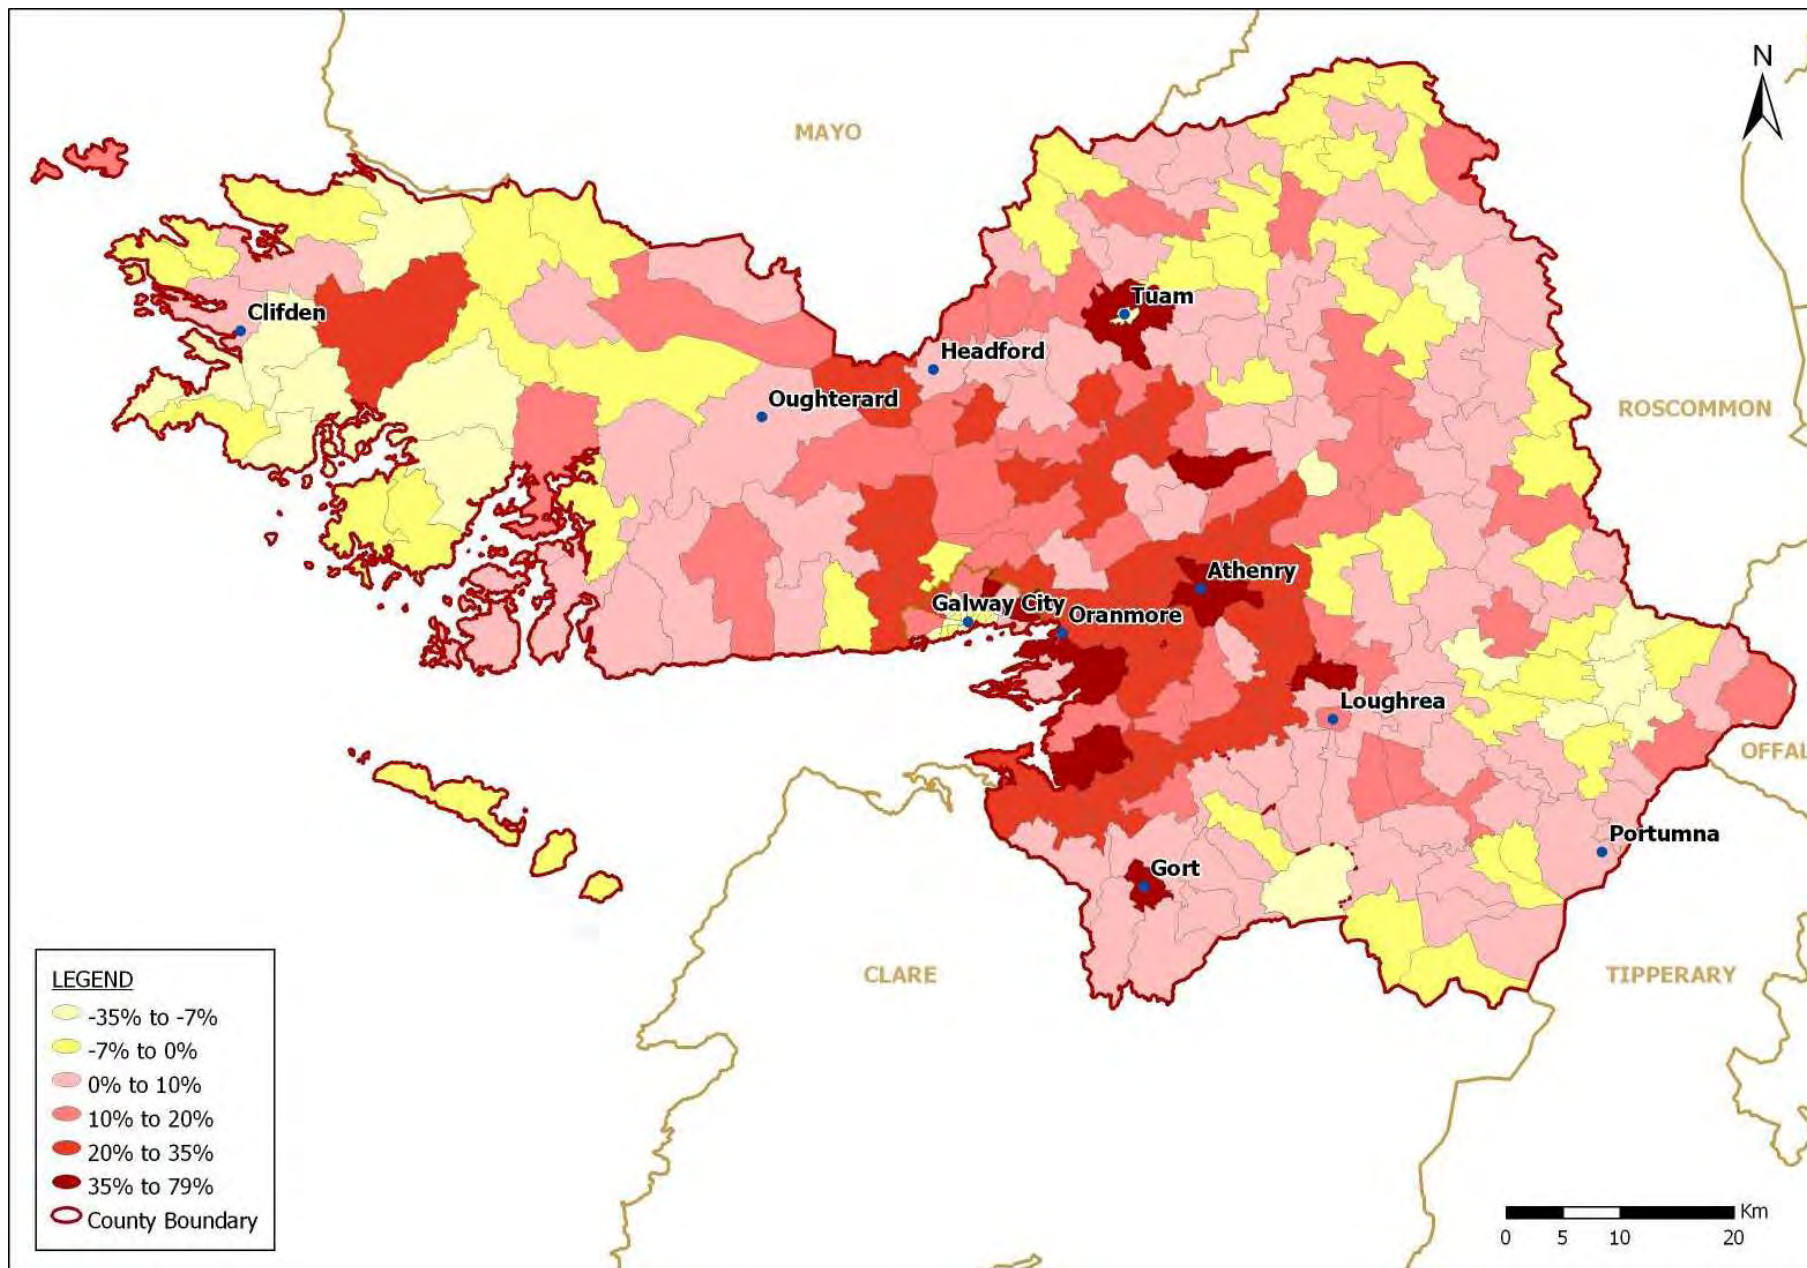 N
MAYO
Clifden
Tuam
Headford
Oughterard
ROSCOMMON
Athenry
Galway City
Oranmore
Loughrea
OFFAL
Portumna
Gort
CLARE
TIPPERARY
LEGEND
-35% to -7%
-7% to 0%
0% to 10%
10% to 20%
20% to 35%
35% to 79%
County Boundary
Km
0 5 10 20